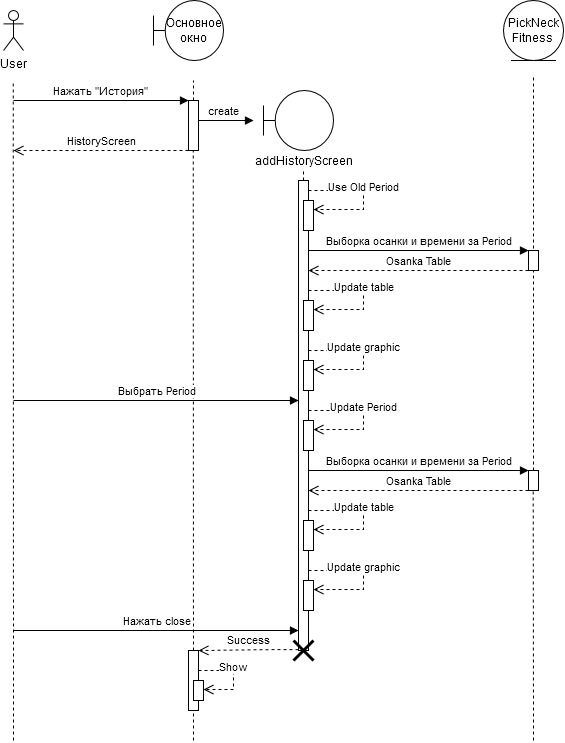 Основное
окно
PickNeck
Fitness
User
Нажать "История"
create
HistoryScreen
addHistoryScreen
Use Old Period
Выборка осанки и времени за Period
Osanka Table
Update table
Update graphic
Выбрать Period
Update Period
Выборка осанки и времени за Period
Osanka Table
Update table
Update graphic
Нажать close
Success
Show